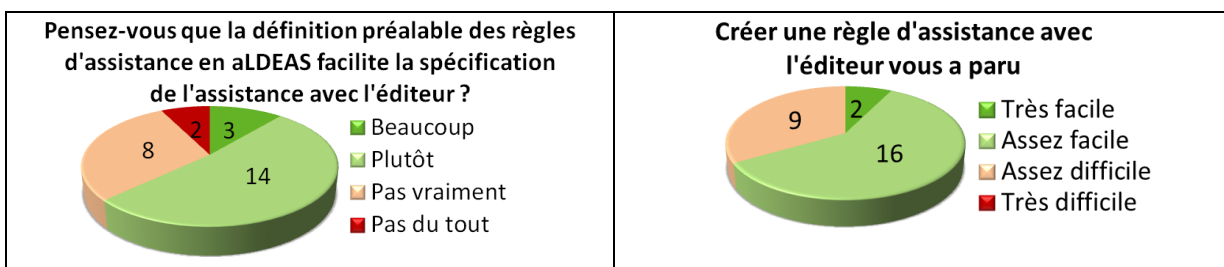 Pensez-vous que la définition préalable des règles
d'assistance en aLDEAS facilite la spécification
de l'assistance avec l'éditeur ?
2
3
8
14
Beaucoup
Plutôt
Pas vraiment
Pas du tout
Créer une règle d'assistance avec
l'éditeur vous a paru
2
9
16
Très facile
Assez facile
Assez difficile
Très difficile